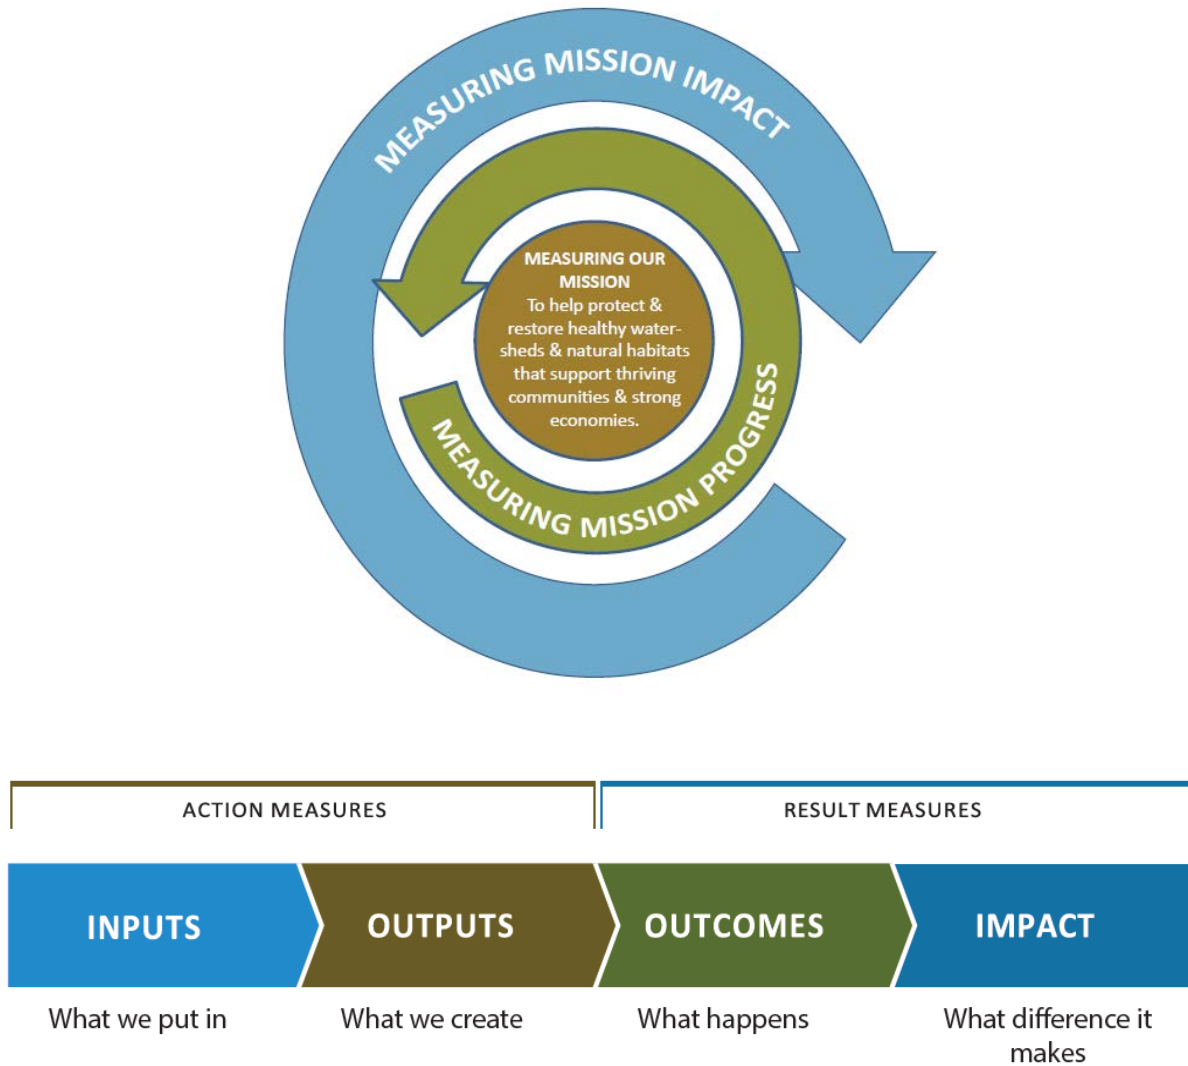 MEASURING MISSION IMPACT
MEASURING OUR
MISSION
To help protect &
restore healthy water-
sheds & natural habitats
that support thriving
communities & strong
economies.
MEASURING MISSION PROGRESS
ACTION MEASURES
RESULT MEASURES
INPUTS
OUTPUTS
OUTCOMES
IMPACT
What we put in
What we create
What happens
What difference it
makes